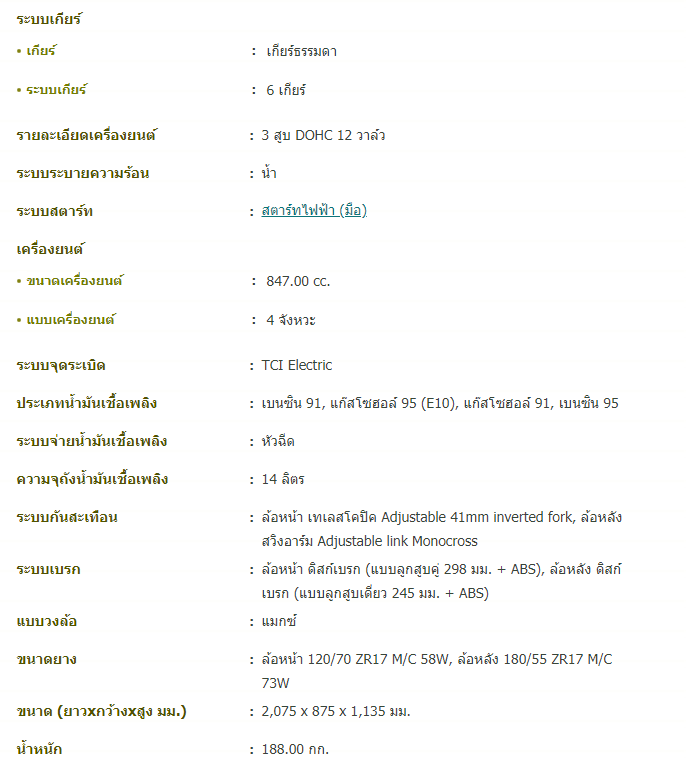 ระบบเกียร์
• เกียร์ : เกียร์ธรรมดา
• ระบบเกียร์ : 6 เกียร์
รายละเอียดเครื่องยนต์ : 3 สูบ DOHC 12 วาล์ว
ระบบระบายความร้อน : น้ำ
ระบบสตาร์ท : สตาร์ทไฟฟ้า (มือ)
เครื่องยนต์
• ขนาดเครื่องยนต์ : 847.00 cc.
• แบบเครื่องยนต์ : 4 จังหวะ
ระบบจุดระเบิด : TCI Electric
ประเภทน้ำมันเชื้อเพลิง : เบนซิน 91, แก๊สโซฮอล์ 95 (E10), แก๊สโซฮอล์ 91, เบนซิน 95
ระบบจ่ายน้ำมันเชื้อเพลิง : หัวฉีด
ความจุถังน้ำมันเชื้อเพลิง : 14 ลิตร
ระบบกันสะเทือน : ล้อหน้า เทเลสโคปิค Adjustable 41mm inverted fork, ล้อหลัง
สวิงอาร์ม Adjustable link Monocross
ระบบเบรก : ล้อหน้า ดิสก์เบรก (แบบลูกสูบคู่ 298 มม. + ABS), ล้อหลัง ดิสก์
เบรก (แบบลูกสูบเดี่ยว 245 มม. + ABS)
แบบวงล้อ : แมกซ์
ขนาดยาง : ล้อหน้า 120/70 ZR17 M/C 58W, ล้อหลัง 180/55 ZR17 M/C
73W
ขนาด (ยาวxกว้างxสูง มม.) : 2,075 x 875 x 1,135 มม.
น้ำหนัก : 188.00 กก.